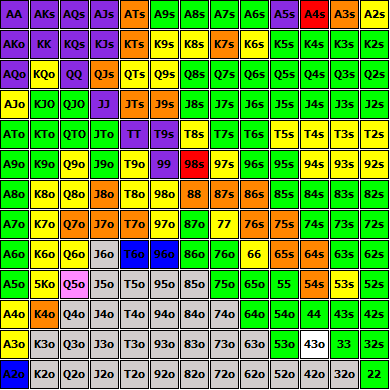 AA AKs AQs AJs ATs A9s A8s A7s A6s A5s A4s A3s A2s
AKo KK KQs KJs KTs K9s K8s K7s K6s K5s K4s K3s K2s
AQo KQo QQ QJs QTs Q9s Q8s Q7s Q6s Q5s Q4s Q3s Q2s
AJo KJO QJO JJ JTs J9s J8s J7s J6s J5s J4s J3s J2s
ATo KTo QTO JTo TT T9s T8s T7s T6s T5s T4s T3s T2s
A9o K9o Q9o J9o T9o 99 98s 97s 96s 95s 94s 93s 92s
A8o K8o Q8o J8o T8o 98o 88 87s 86s 85s 84s 83s 82s
A7o K7o Q7o J7o T7o 97o 87o 77 76s 75s 74s 73s 72s
A6o K6o Q6o J6o T6o 96o 86o 76o 66 65s 64s 63s 62s
A5o 5Ko Q5o J5o T5o 95o 85o 75o 65o 55 54s 53s 52s
A4o K4o Q4o J4o T4o 94o 84o 74o 64o 54o 44 43s 42s
A3o K3o Q3o J3o T3o 93o 83o 73o 63o 53o 43o 33 32s
A2o K2o Q2o J2o T2o 92o 82o 72o 62o 52o 42o 32o 22